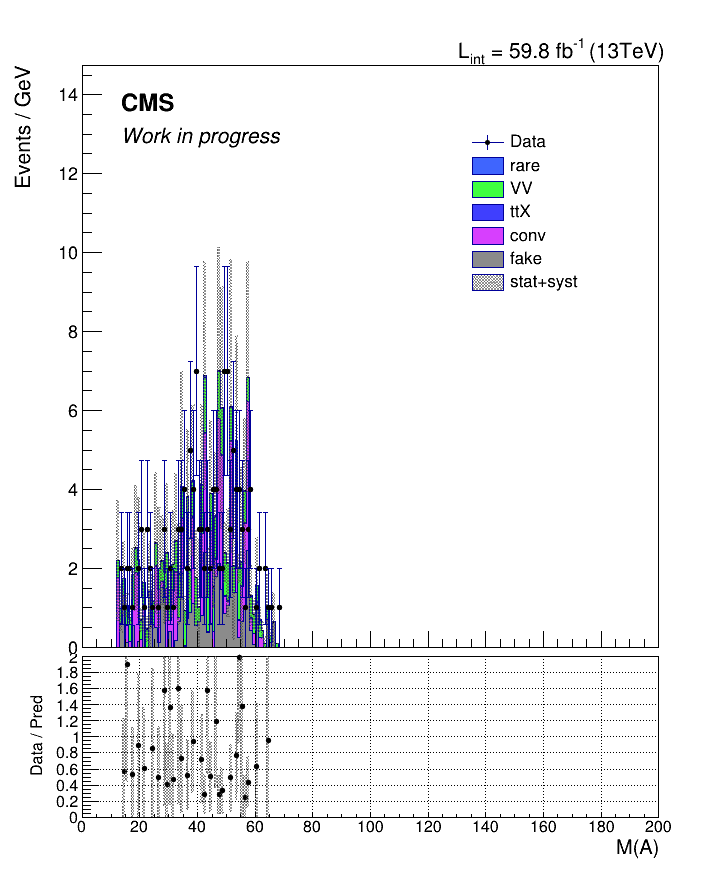 L_int = 59.8 fb^-1 (13TeV)
Events / GeV
CMS
Work in progress
Data
rare
VV
ttX
conv
fake
stat+syst
14
12
10
8
6
4
2
0
Data / Pred
2
1.8
1.6
1.4
1.2
1
0.8
0.6
0.4
0.2
0
0 20 40 60 80 100 120 140 160 180 200
M(A)